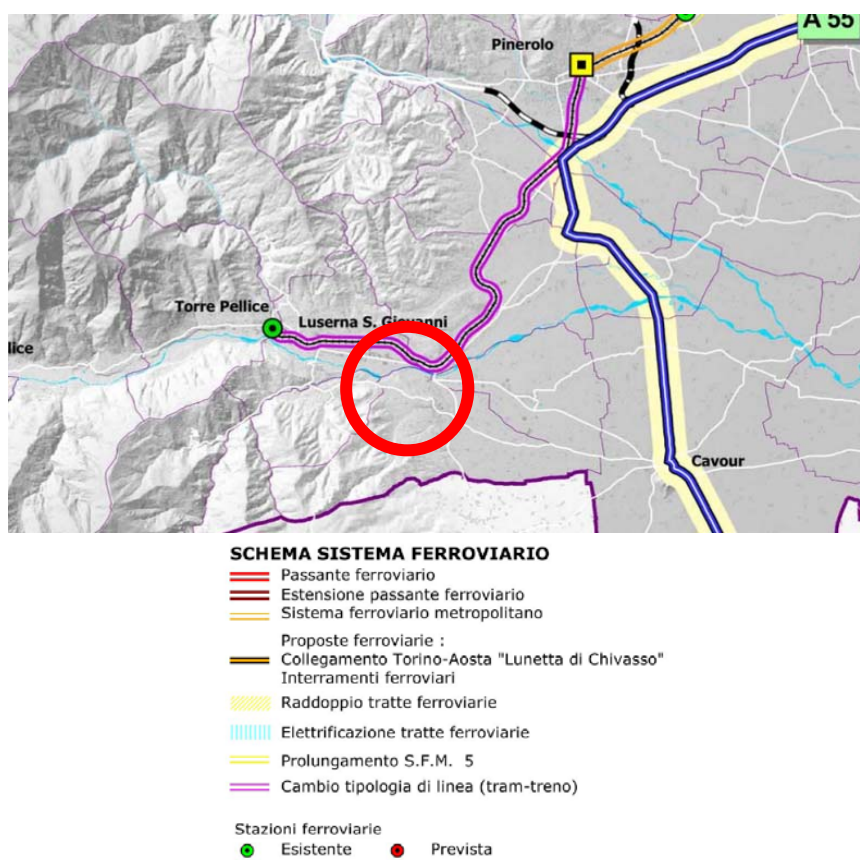 A 55
Pinerolo
Torre Pellice
Luserna S. Giovanni
lice
Cavour
SCHEMA SISTEMA FERROVIARIO
Passante ferroviario
Estensione passante ferroviario
Sistema ferroviario metropolitano
Proposte ferroviarie :
Collegamento Torino-Aosta "Lunetta di Chivasso"
Interramenti ferroviari
Raddoppio tratte ferroviarie
Elettrificazione tratte ferroviarie
Prolungamento S.F.M. 5
Cambio tipologia di linea (tram-treno)
Stazioni ferroviarie
Esistente Prevista